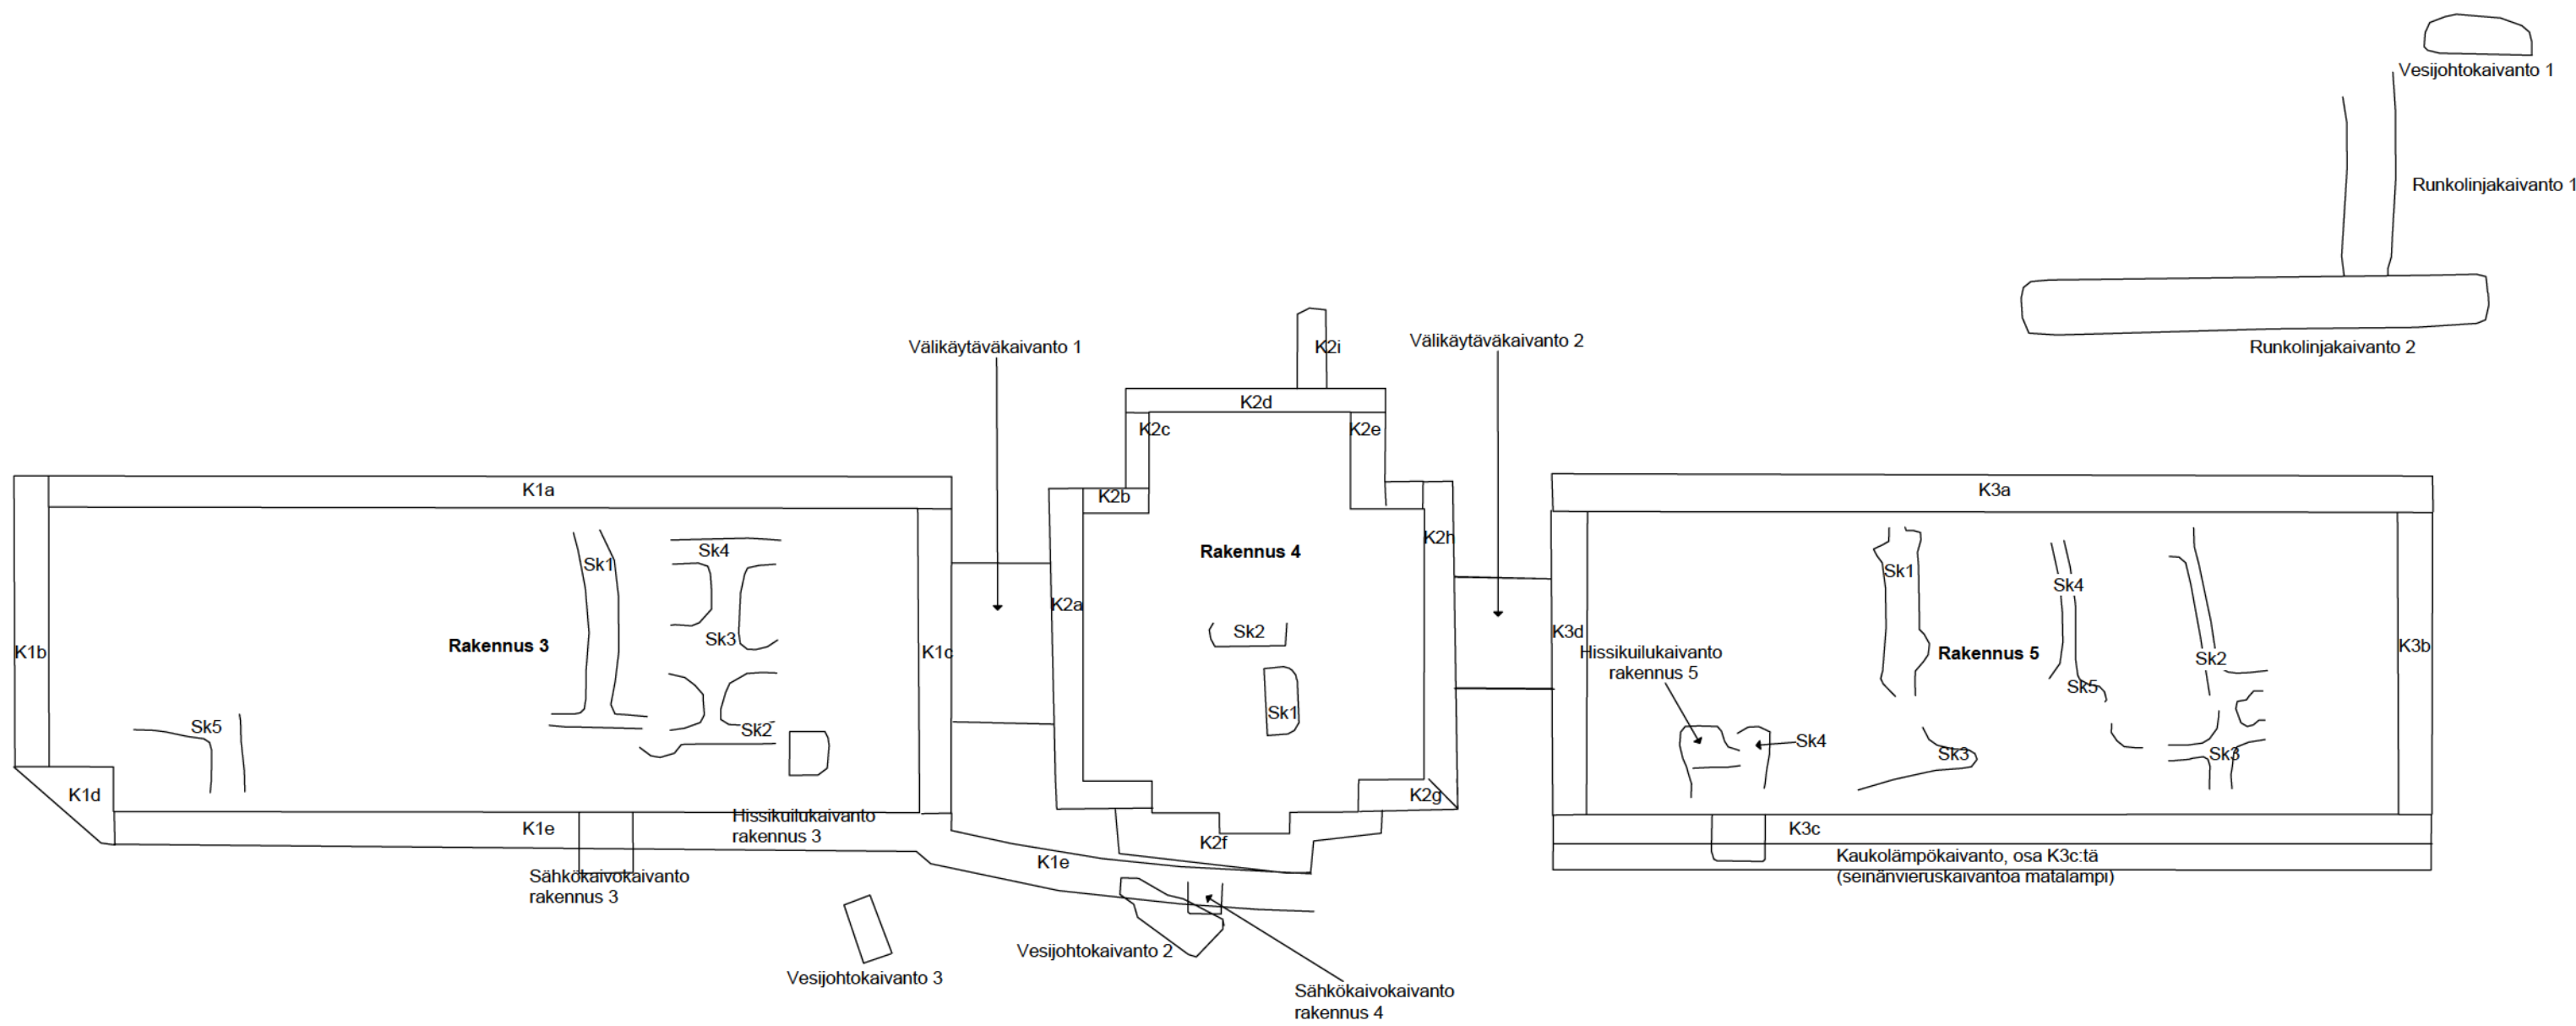 Vesijohtokaivanto 1
Runkolinjakaivanto 1
Runkolinjakaivanto 2
Välikäytäväkaivanto 1
K2i
Välikäytäväkaivanto 2
K2d
K2c
K2e
K1a
K2b
K3a
K2h
Sk4
Sk1
Rakennus 4
Sk1
Sk4
K2a
Sk2
K3d
Sk3
Rakennus 3
K1b
K1c
Hissikuilukaivanto
rakennus 5
Rakennus 5
Sk2
K3b
Sk5
Sk1
Sk5
Sk2
Sk4
Sk3
Sk3
K1d
K2g
Hissikuilukaivanto
rakennus 3
K1e
K3c
K2f
K1e
Kaukolämpökaivanto, osa K3c:tä
(seinänvieruskaivantoa matalampi)
Sähkökaivokaivanto
rakennus 3
Vesijohtokaivanto 2
Vesijohtokaivanto 3
Sähkökaivokaivanto
rakennus 4